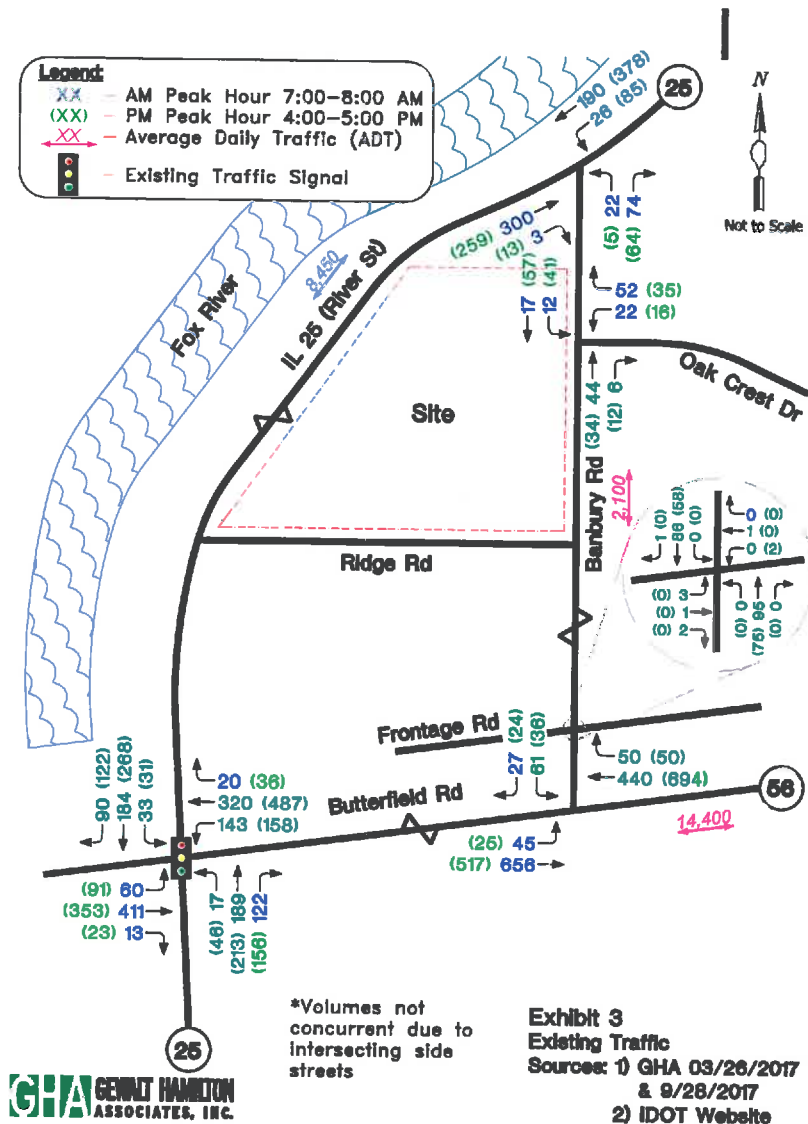 Legend:
XX – AM Peak Hour 7:00–8:00 AM
(XX) – PM Peak Hour 4:00–5:00 PM
XX – Average Daily Traffic (ADT)
– Existing Traffic Signal
190 (378)
26 (85)
25
N
Not to Scale
(5) 22
(64) 74
(259) 300
(13) 3
17 (57)
12 (41)
52 (35)
22 (16)
8,450
IL 25 (River St)
Fox River
Oak Crest Dr
Site
(34) 44
(12) 6
Banbury Rd
2,100
1 (0)
86 (58)
0 (0)
0 (0)
1 (0)
0 (2)
(0) 3
(0) 1
(0) 2
(0) 0
(75) 95
(0) 0
Ridge Rd
Frontage Rd
27 (24)
61 (36)
50 (50)
440 (694)
90 (122)
184 (268)
33 (31)
20 (36)
320 (487)
143 (158)
Butterfield Rd
56
14,400
(25) 45
(517) 656
(91) 60
(353) 411
(23) 13
(46) 17
(213) 189
(156) 122
25
*Volumes not
concurrent due to
intersecting side
streets
Exhibit 3
Existing Traffic
Sources: 1) GHA 03/26/2017
& 9/28/2017
2) IDOT Website
GHA GEWALT HAMILTON
ASSOCIATES, INC.